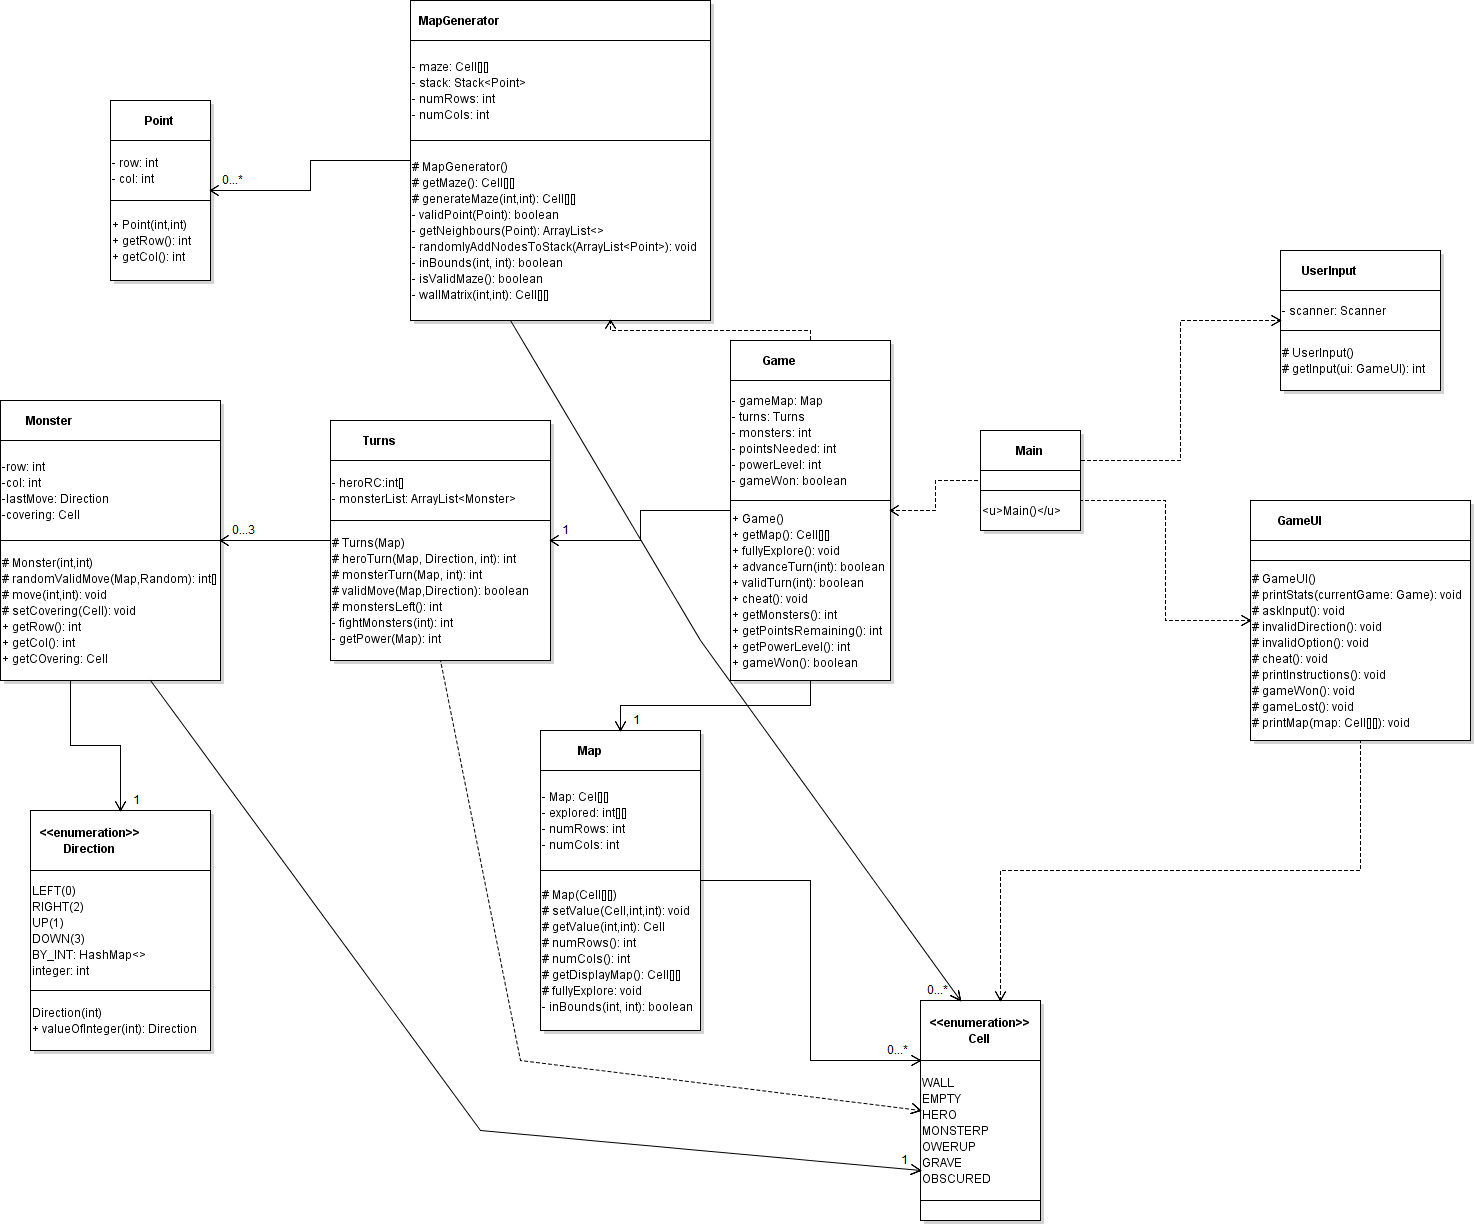 MapGenerator
- maze: Cell[][]
- stack: Stack<Point>
- numRows: int
- numCols: int
# MapGenerator()
# getMaze(): Cell[][]
# generateMaze(int,int): Cell[][]
- validPoint(Point): boolean
- getNeighbours(Point): ArrayList<>
- randomlyAddNodesToStack(ArrayList<Point>): void
- inBounds(int, int): boolean
- isValidMaze(): boolean
- wallMatrix(int,int): Cell[][]
Point
- row: int
- col: int
+ Point(int,int)
+ getRow(): int
+ getCol(): int
0...*
UserInput
- scanner: Scanner
# UserInput()
# getInput(ui: GameUI): int
Game
- gameMap: Map
- turns: Turns
- monsters: int
- pointsNeeded: int
- powerLevel: int
- gameWon: boolean
+ Game()
+ getMap(): Cell[][]
+ fullyExplore(): void
+ advanceTurn(int): boolean
+ validTurn(int): boolean
+ cheat(): void
+ getMonsters(): int
+ getPointsRemaining(): int
+ getPowerLevel(): int
+ gameWon(): boolean
Main
<u>Main()</u>
Monster
-row: int
-col: int
-lastMove: Direction
-covering: Cell
# Monster(int,int)
# randomValidMove(Map,Random): int[]
# move(int,int): void
# setCovering(Cell): void
+ getRow(): int
+ getCol(): int
+ getCOvering: Cell
0...3
Turns
- heroRC:int[]
- monsterList: ArrayList<Monster>
# Turns(Map)
# heroTurn(Map, Direction, int): int
# monsterTurn(Map, int): int
# validMove(Map,Direction): boolean
# monstersLeft(): int
- fightMonsters(int): int
- getPower(Map): int
1
GameUI
# GameUI()
# printStats(currentGame: Game): void
# askInput(): void
# invalidDirection(): void
# invalidOption(): void
# cheat(): void
# printInstructions(): void
# gameWon(): void
# gameLost(): void
# printMap(map: Cell[][]): void
1
Map
- Map: Cel[][]
- explored: int[][]
- numRows: int
- numCols: int
# Map(Cell[][])
# setValue(Cell,int,int): void
# getValue(int,int): Cell
# numRows(): int
# numCols(): int
# getDisplayMap(): Cell[][]
# fullyExplore: void
- inBounds(int, int): boolean
1
<<enumeration>>
Direction
LEFT(0)
RIGHT(2)
UP(1)
DOWN(3)
BY_INT: HashMap<>
integer: int
Direction(int)
+ valueOfInteger(int): Direction
0...*
0...*
1
<<enumeration>>
Cell
WALL
EMPTY
HERO
MONSTERP
OWERUP
GRAVE
OBSCURED